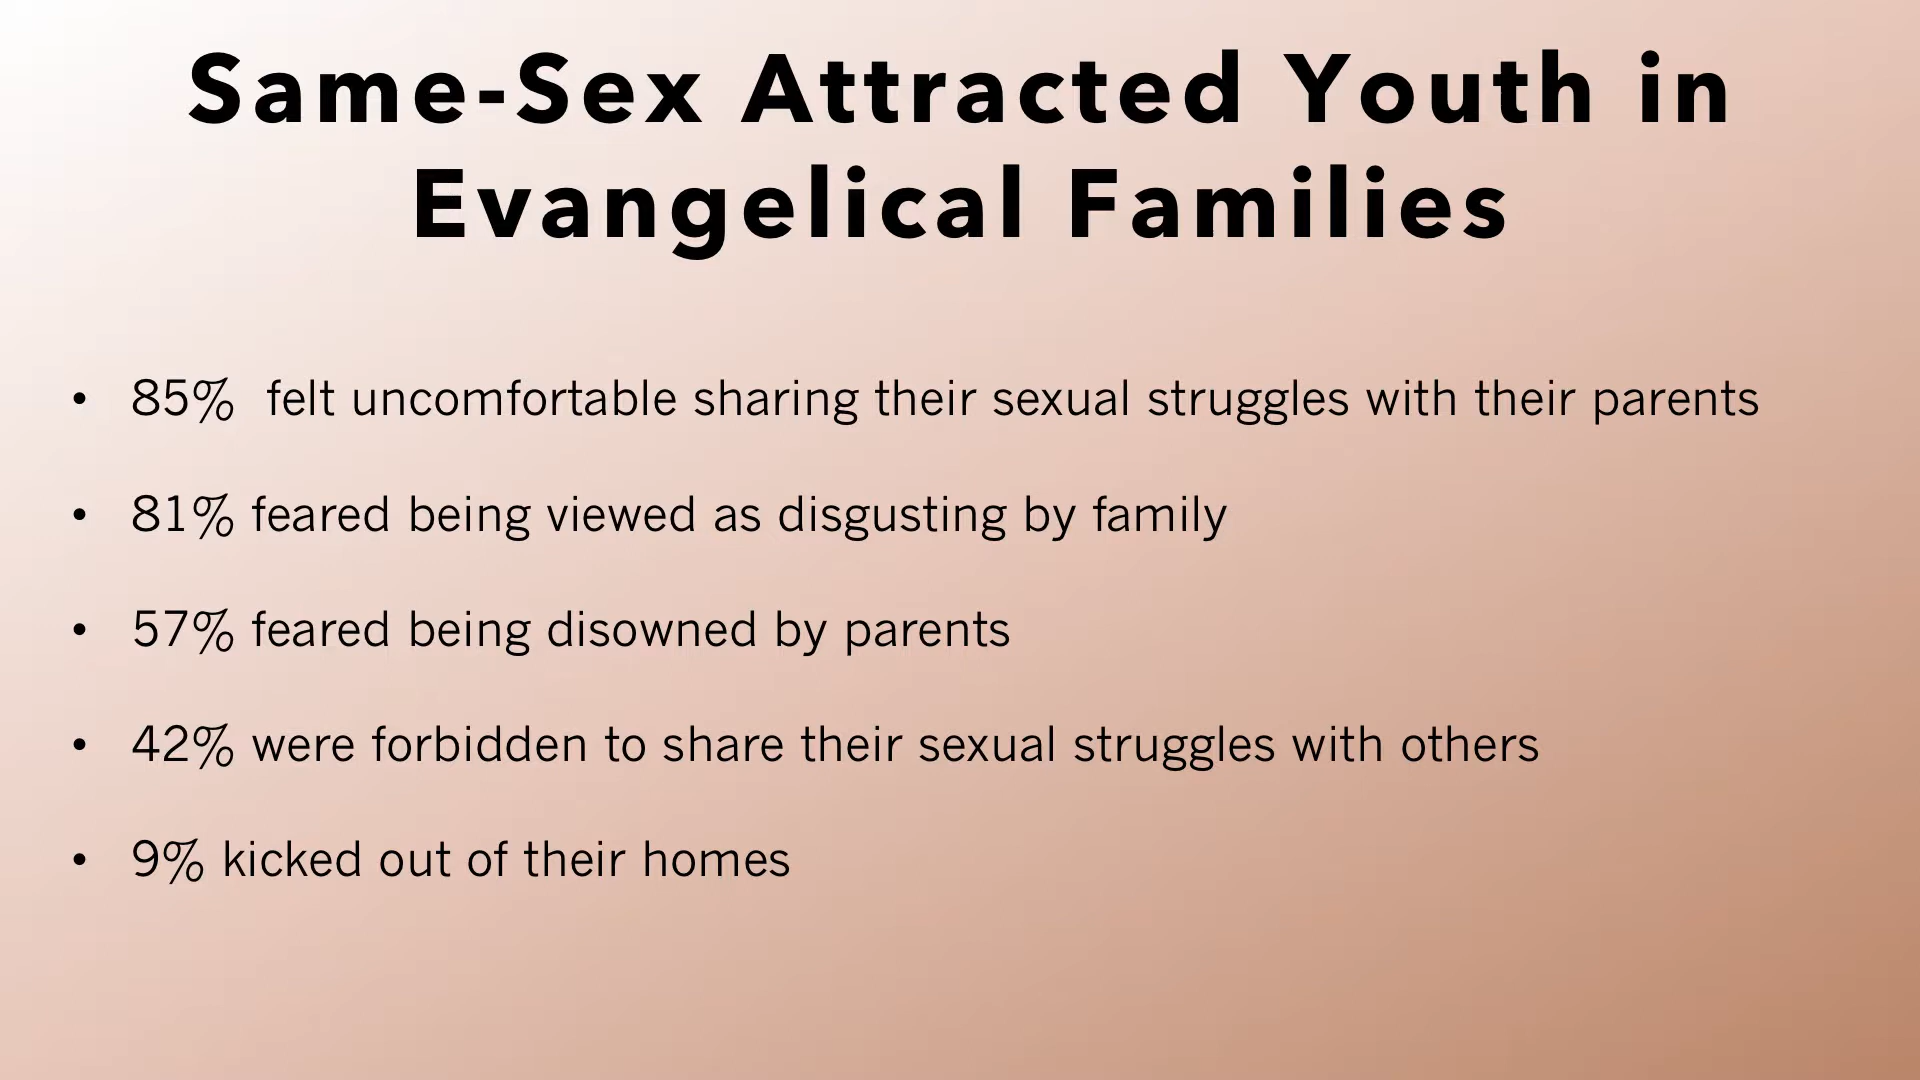 Same-Sex Attracted Youth in
Evangelical Families
• 85%  felt uncomfortable sharing their sexual struggles with their parents
• 81% feared being viewed as disgusting by family
• 57% feared being disowned by parents
• 42% were forbidden to share their sexual struggles with others
• 9% kicked out of their homes